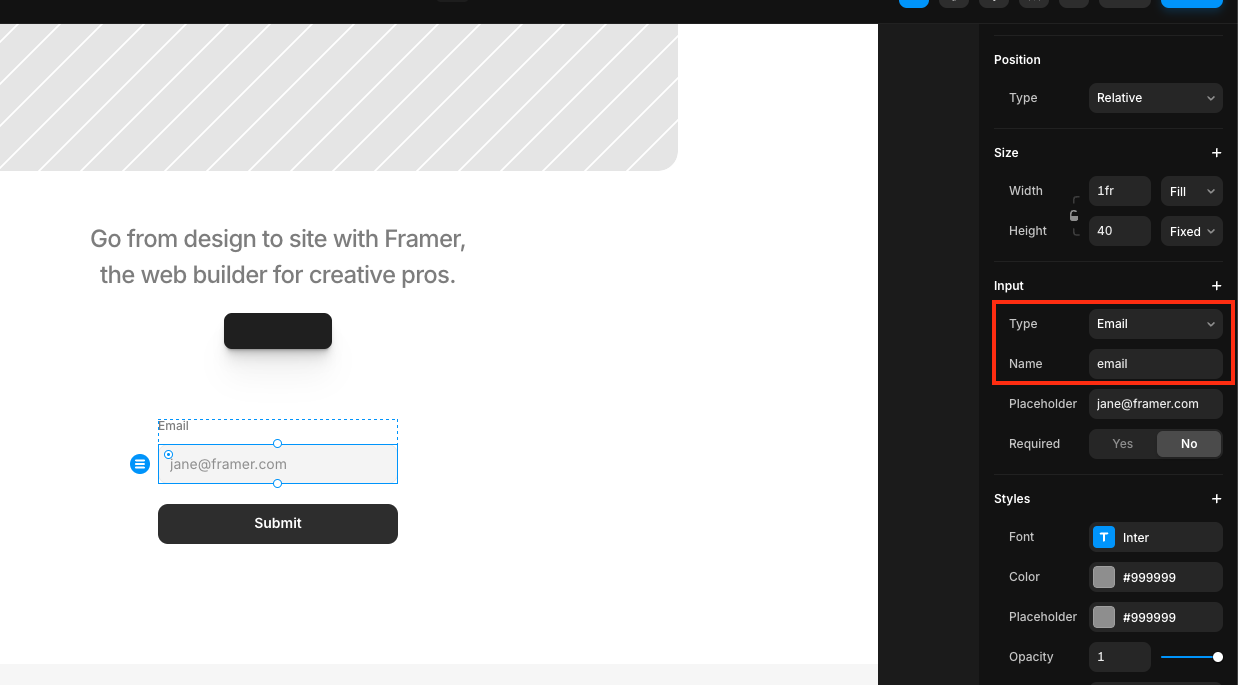 Go from design to site with Framer,
the web builder for creative pros.
Email
jane@framer.com
Submit
Position
Type Relative
Size +
Width 1fr Fill
Height 40 Fixed
Input +
Type Email
Name email
Placeholder jane@framer.com
Required Yes No
Styles +
Font T Inter
Color #999999
Placeholder #999999
Opacity 1